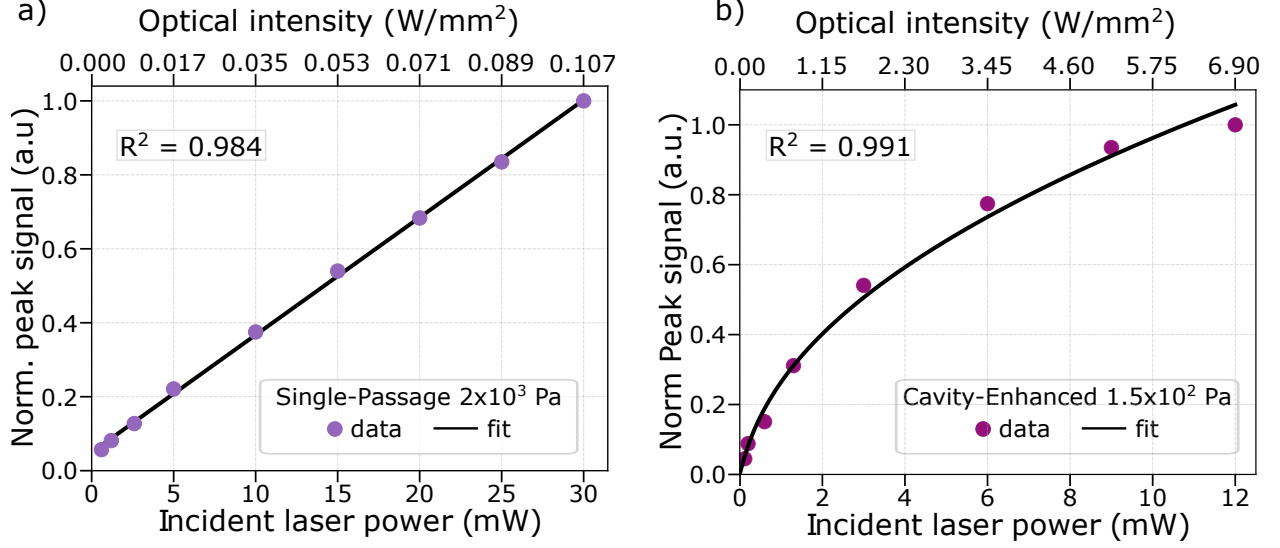 a)
Optical intensity (W/mm²)
0.000 0.017 0.035 0.053 0.071 0.089 0.107
1.0
0.8
0.6
0.4
0.2
0.0
Norm. peak signal (a.u)
R² = 0.984
Single-Passage 2x10³ Pa
data fit
0 5 10 15 20 25 30
Incident laser power (mW)
b)
Optical intensity (W/mm²)
0.00 1.15 2.30 3.45 4.60 5.75 6.90
1.0
0.8
0.6
0.4
0.2
0.0
Norm Peak signal (a.u.)
R² = 0.991
Cavity-Enhanced 1.5x10² Pa
data fit
0 2 4 6 8 10 12
Incident laser power (mW)